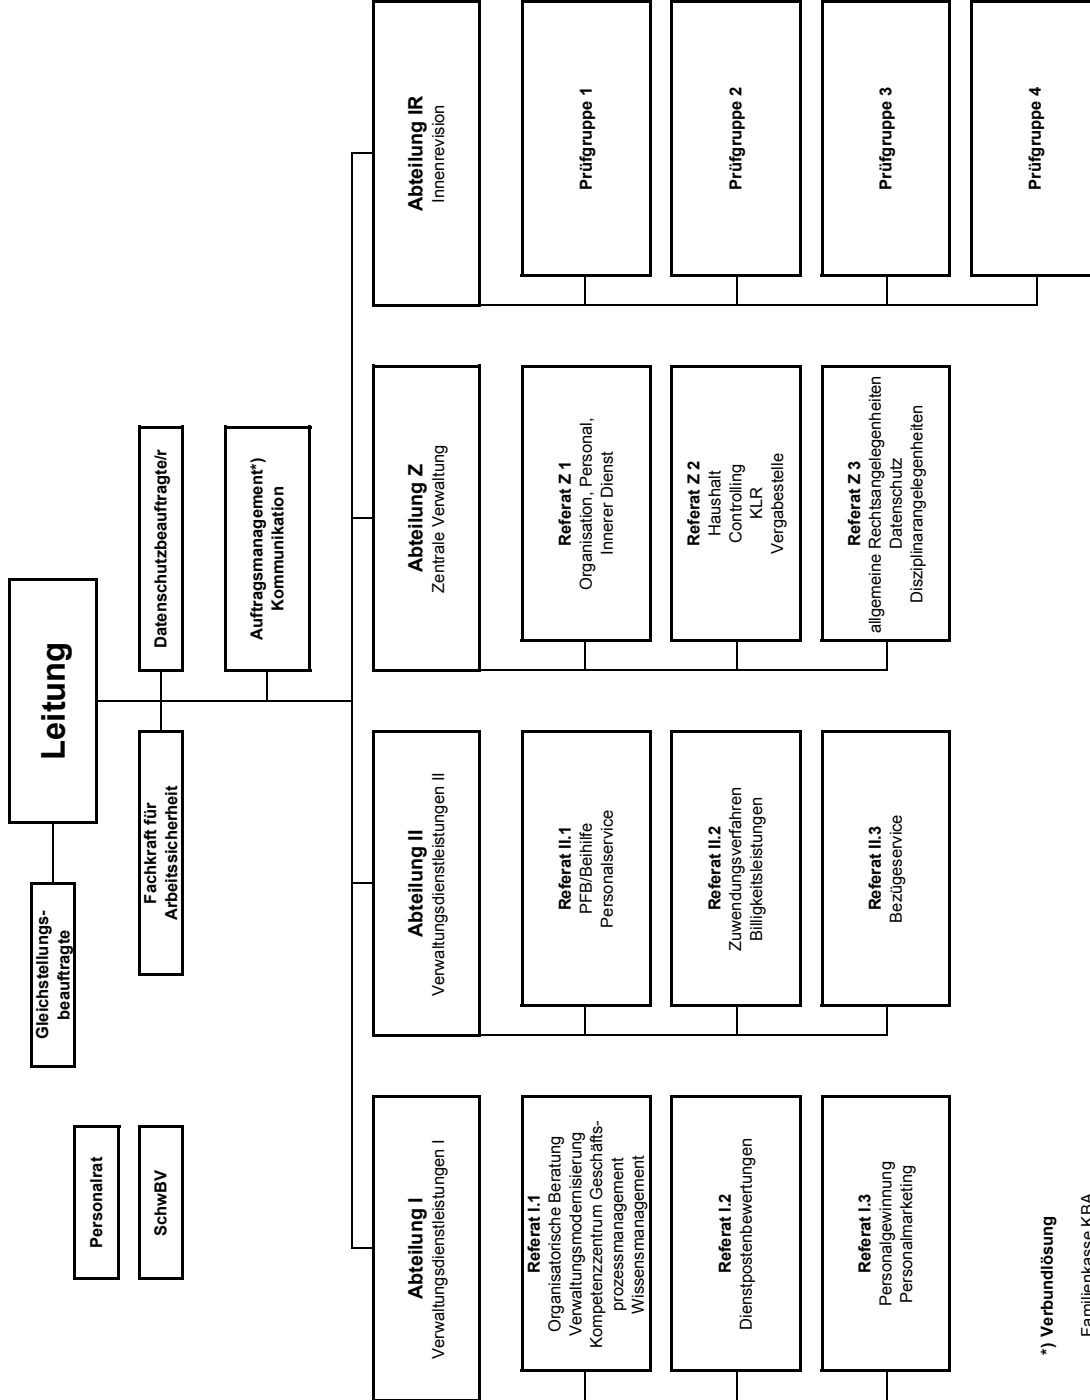 Leitung
Gleichstellungs-
beauftragte
Personalrat
SchwBV
Fachkraft für
Arbeitssicherheit
Datenschutzbeauftragte/r
Auftragsmanagement*)
Kommunikation
Abteilung I
Verwaltungsdienstleistungen I
Referat I.1
Organisatorische Beratung
Verwaltungsmodernisierung
Kompetenzzentrum Geschäfts-
prozessmanagement
Wissensmanagement
Referat I.2
Dienstpostenbewertungen
Referat I.3
Personalgewinnung
Personalmarketing
Abteilung II
Verwaltungsdienstleistungen II
Referat II.1
PFB/Beihilfe
Personalservice
Referat II.2
Zuwendungsverfahren
Billigkeitsleistungen
Referat II.3
Bezügeservice
Abteilung Z
Zentrale Verwaltung
Referat Z 1
Organisation, Personal,
Innerer Dienst
Referat Z 2
Haushalt
Controlling
KLR
Vergabestelle
Referat Z 3
allgemeine Rechtsangelegenheiten
Datenschutz
Disziplinarangelegenheiten
Abteilung IR
Innenrevision
Prüfgruppe 1
Prüfgruppe 2
Prüfgruppe 3
Prüfgruppe 4
*) Verbundlösung
Familienkasse KBA